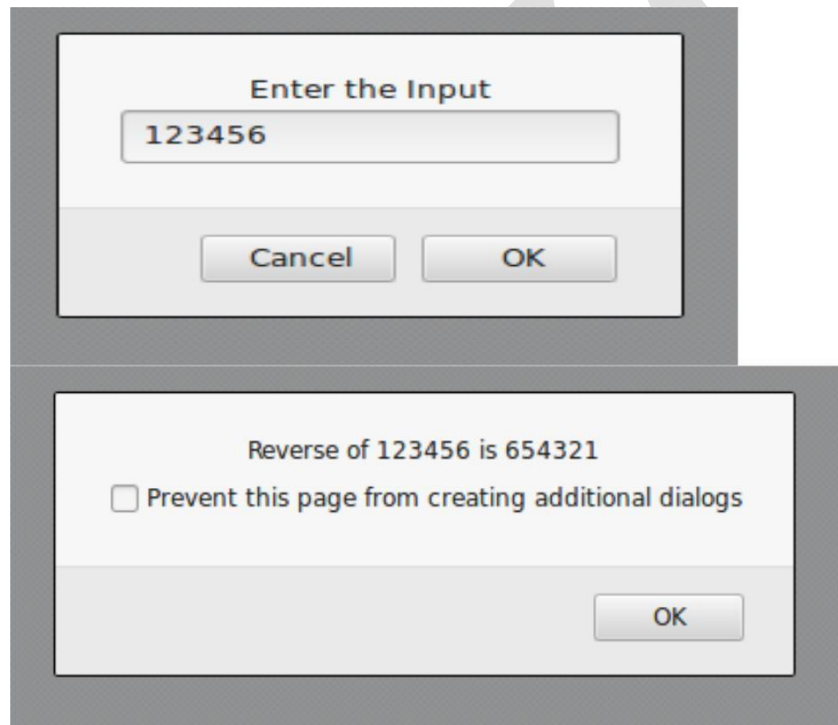 Enter the Input
123456
Cancel OK
Reverse of 123456 is 654321
Prevent this page from creating additional dialogs
OK